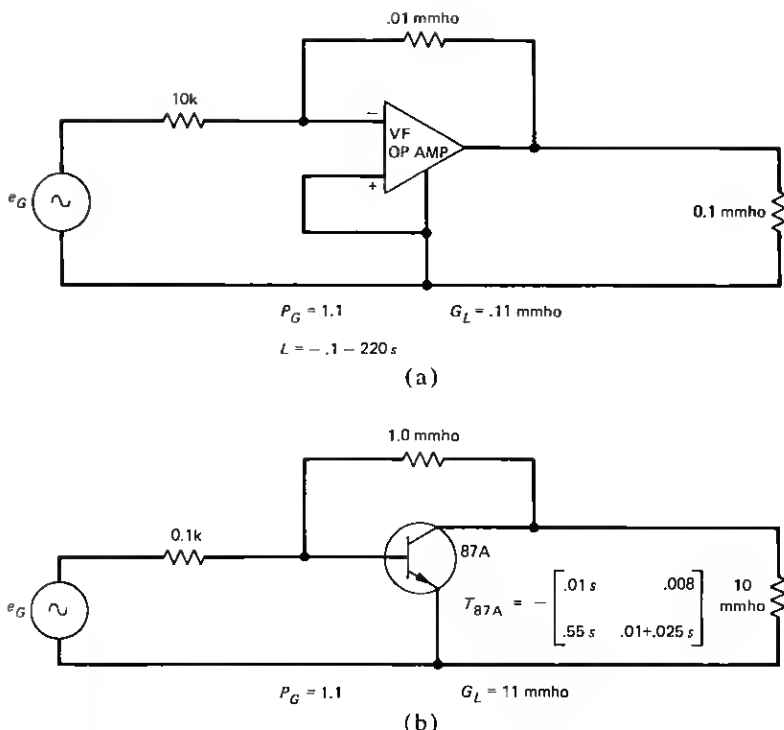 .01 mmho
10k
−
VF
OP AMP
+
e_G
0.1 mmho
P_G = 1.1
G_L = .11 mmho
L = − .1 − 220 s
(a)
1.0 mmho
0.1k
87A
e_G
T_87A = − [ .01 s .008
.55 s .01+.025 s ]
10
mmho
P_G = 1.1
G_L = 11 mmho
(b)